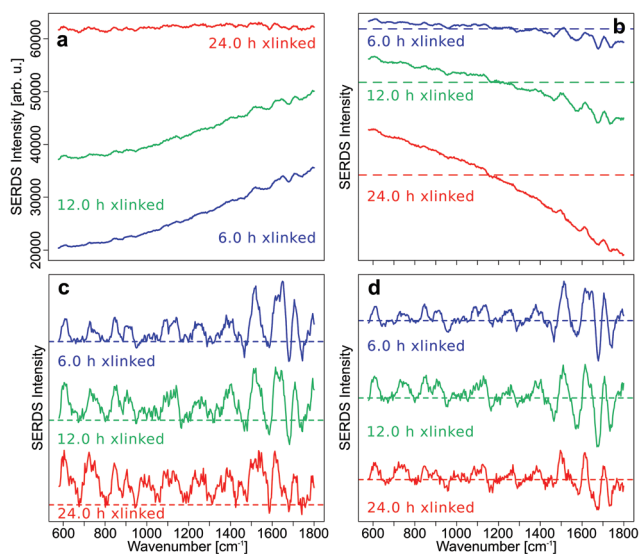 a
24.0 h xlinked
12.0 h xlinked
6.0 h xlinked
SERDS Intensity [arb. u.]
60000
50000
40000
30000
20000
b
6.0 h xlinked
12.0 h xlinked
24.0 h xlinked
SERDS Intensity
c
6.0 h xlinked
12.0 h xlinked
24.0 h xlinked
SERDS Intensity
600 800 1000 1200 1400 1600 1800
Wavenumber [cm⁻¹]
d
6.0 h xlinked
12.0 h xlinked
24.0 h xlinked
SERDS Intensity
600 800 1000 1200 1400 1600 1800
Wavenumber [cm⁻¹]